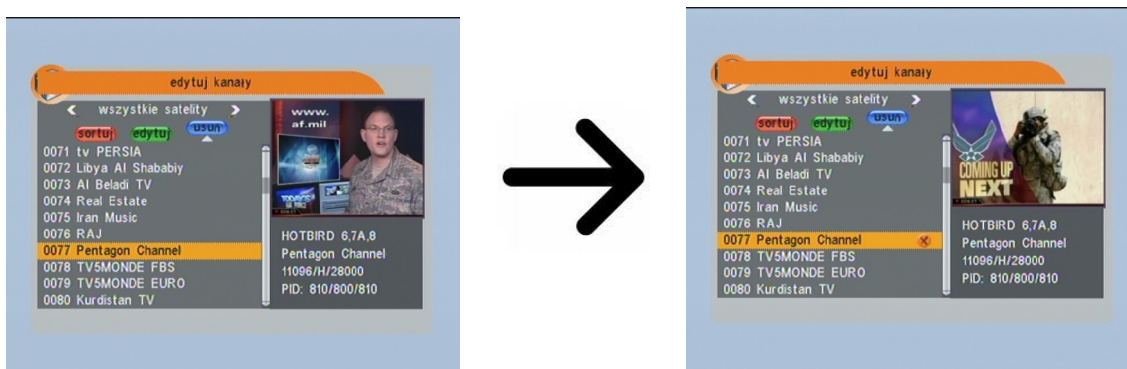 edytuj kanały
wszystkie satelity
sortuj edytuj usuń
0071 tv PERSIA
0072 Libya Al Shababiy
0073 Al Beladi TV
0074 Real Estate
0075 Iran Music
0076 RAJ
0077 Pentagon Channel
0078 TV5MONDE FBS
0079 TV5MONDE EURO
0080 Kurdistan TV
www.
af.mil
TODAY'S
AIR FORCE
HOTBIRD 6,7A,8
Pentagon Channel
11096/H/28000
PID: 810/800/810
edytuj kanały
wszystkie satelity
sortuj edytuj usuń
0071 tv PERSIA
0072 Libya Al Shababiy
0073 Al Beladi TV
0074 Real Estate
0075 Iran Music
0076 RAJ
0077 Pentagon Channel
0078 TV5MONDE FBS
0079 TV5MONDE EURO
0080 Kurdistan TV
COMING UP
NEXT
HOTBIRD 6,7A,8
Pentagon Channel
11096/H/28000
PID: 810/800/810